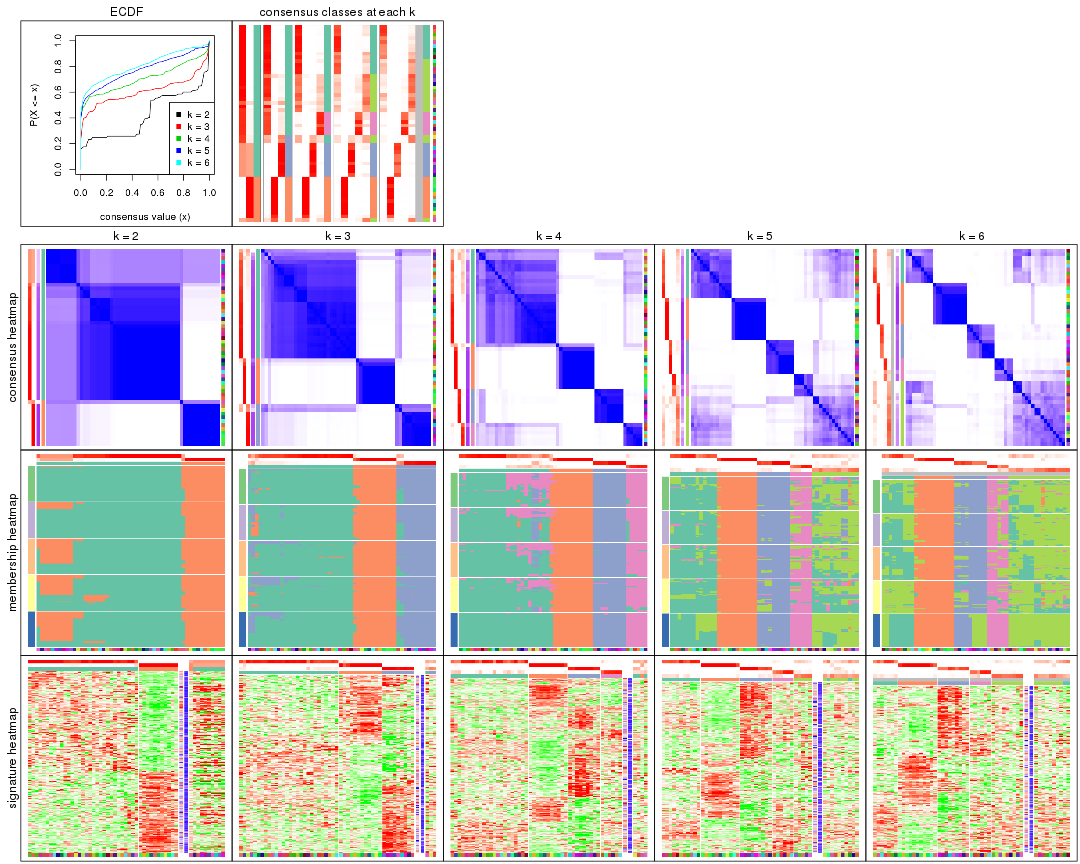 ECDF
consensus classes at each k
P(X <= x)
0.0 0.2 0.4 0.6 0.8 1.0
k = 2
k = 3
k = 4
k = 5
k = 6
0.0 0.2 0.4 0.6 0.8 1.0
consensus value (x)
k = 2
k = 3
k = 4
k = 5
k = 6
consensus heatmap
membership heatmap
signature heatmap